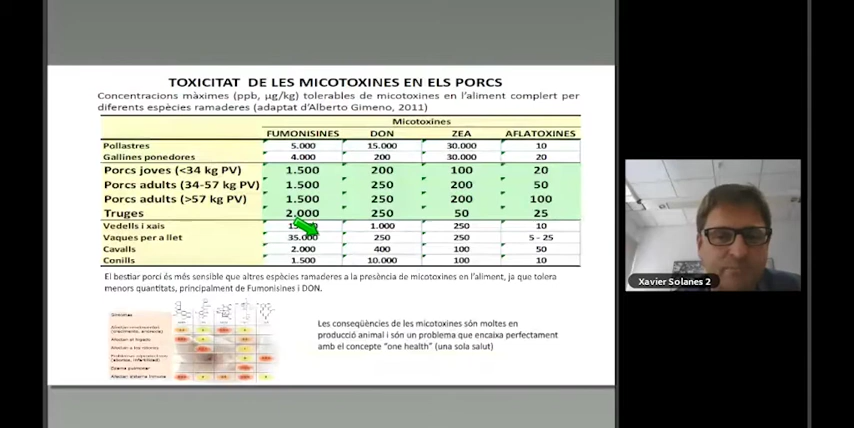 TOXICITAT DE LES MICOTOXINES EN ELS PORCS
Concentracions màximes (ppb, µg/kg) tolerables de micotoxines en l'aliment complert per
diferents espècies ramaderes (adaptat d'Alberto Gimeno, 2011)
Micotoxines
FUMONISINES DON ZEA AFLATOXINES
Pollastres 5.000 15.000 30.000 10
Gallines ponedores 4.000 200 30.000 20
Porcs joves (<34 kg PV) 1.500 200 100 20
Porcs adults (34-57 kg PV) 1.500 250 200 50
Porcs adults (>57 kg PV) 1.500 250 200 100
Truges 2.000 250 50 25
Vedells i xais 1.000 250 10
Vaques per a llet 35.000 250 250 5 - 25
Cavalls 2.000 400 100 50
Conills 1.500 10.000 100 10
El bestiar porcí és més sensible que altres espècies ramaderes a la presència de micotoxines en l'aliment, ja que tolera
menors quantitats, principalment de Fumonisines i DON.
Les conseqüències de les micotoxines són moltes en
producció animal i són un problema que encaixa perfectament
amb el concepte "one health" (una sola salut)
Xavier Solanes 2